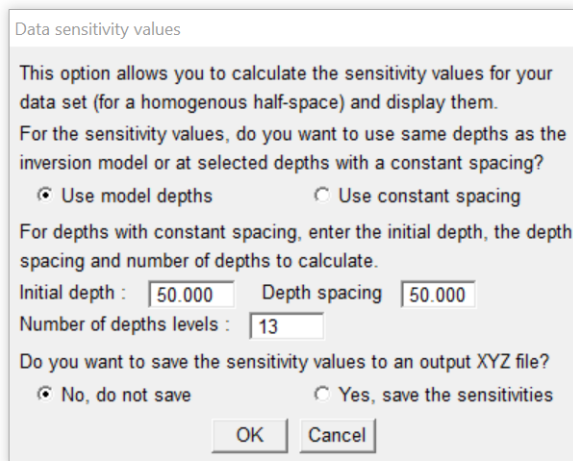 Data sensitivity values
This option allows you to calculate the sensitivity values for your
data set (for a homogenous half-space) and display them.
For the sensitivity values, do you want to use same depths as the
inversion model or at selected depths with a constant spacing?
Use model depths Use constant spacing
For depths with constant spacing, enter the initial depth, the depth
spacing and number of depths to calculate.
Initial depth : 50.000 Depth spacing 50.000
Number of depths levels : 13
Do you want to save the sensitivity values to an output XYZ file?
No, do not save Yes, save the sensitivities
OK Cancel